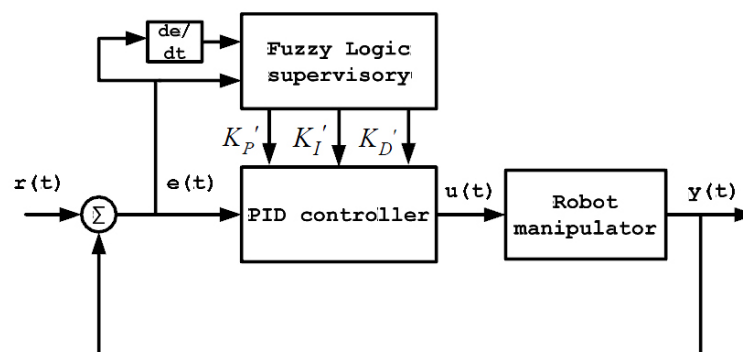 de/
dt
Fuzzy Logic
supervisory
K_P' K_I' K_D'
r(t) e(t) u(t) y(t)
Σ
PID controller
Robot
manipulator